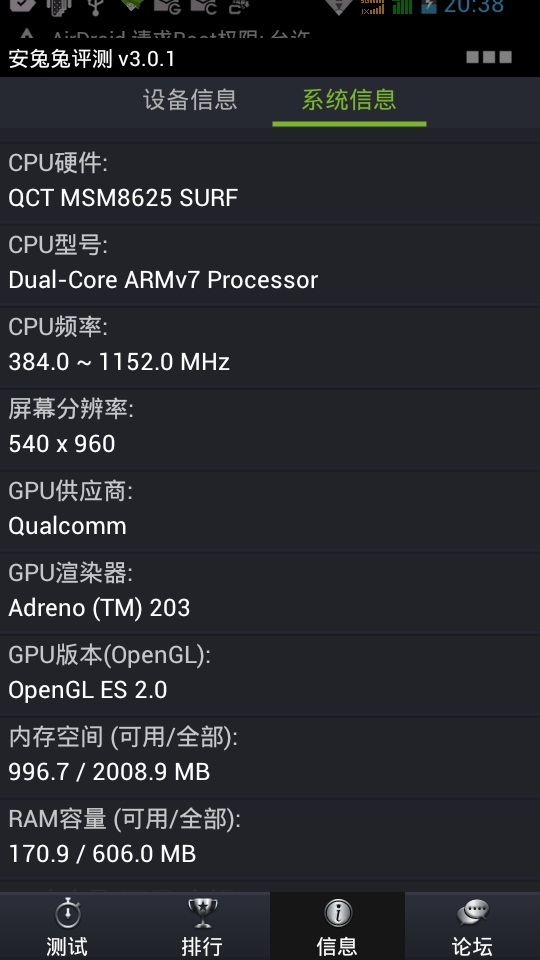 20:38
AirDroid 请求Root权限: 允许
安兔兔评测 v3.0.1
设备信息
系统信息
CPU硬件:
QCT MSM8625 SURF
CPU型号:
Dual-Core ARMv7 Processor
CPU频率:
384.0 ~ 1152.0 MHz
屏幕分辨率:
540 x 960
GPU供应商:
Qualcomm
GPU渲染器:
Adreno (TM) 203
GPU版本(OpenGL):
OpenGL ES 2.0
内存空间 (可用/全部):
996.7 / 2008.9 MB
RAM容量 (可用/全部):
170.9 / 606.0 MB
测试
排行
信息
论坛